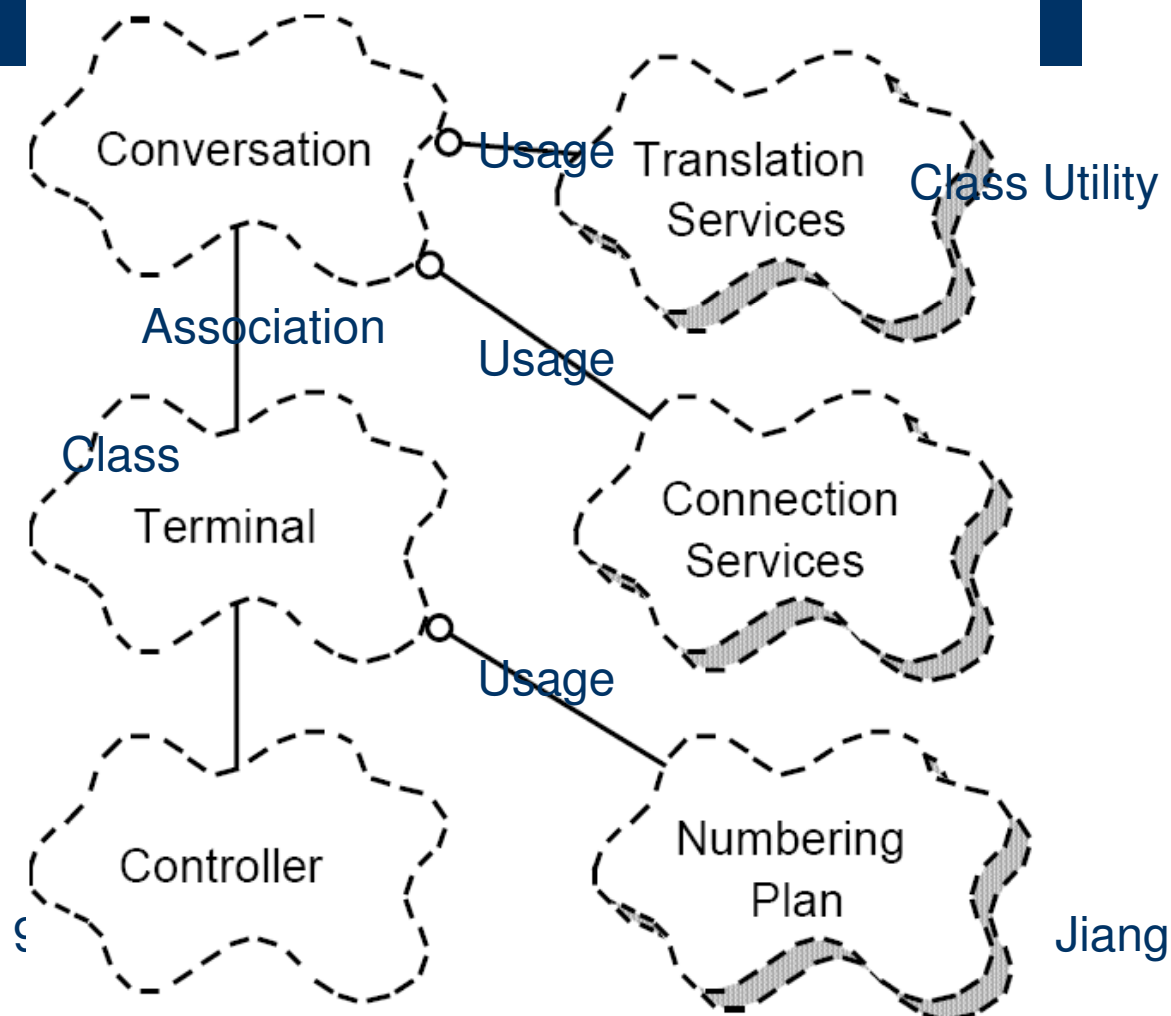 Conversation
Usage
Translation
Services
Class Utility
Association
Usage
Class
Terminal
Connection
Services
Usage
Controller
Numbering
Plan
Jiang